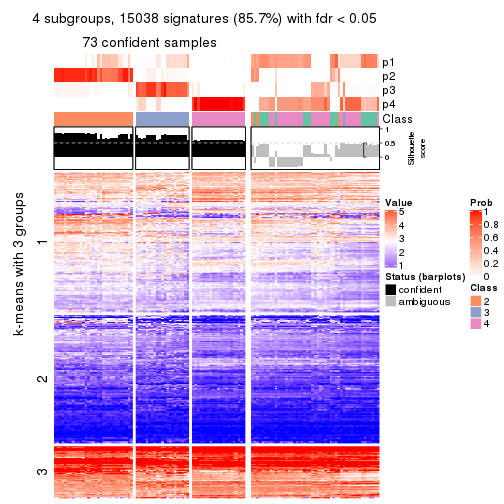 4 subgroups, 15038 signatures (85.7%) with fdr < 0.05
73 confident samples
p1
p2
p3
p4
Class
1
0.5
0
Silhouette
score
k-means with 3 groups
1
2
3
Value
5
4
3
2
1
Status (barplots)
confident
ambiguous
Prob
1
0.8
0.6
0.4
0.2
0
Class
2
3
4